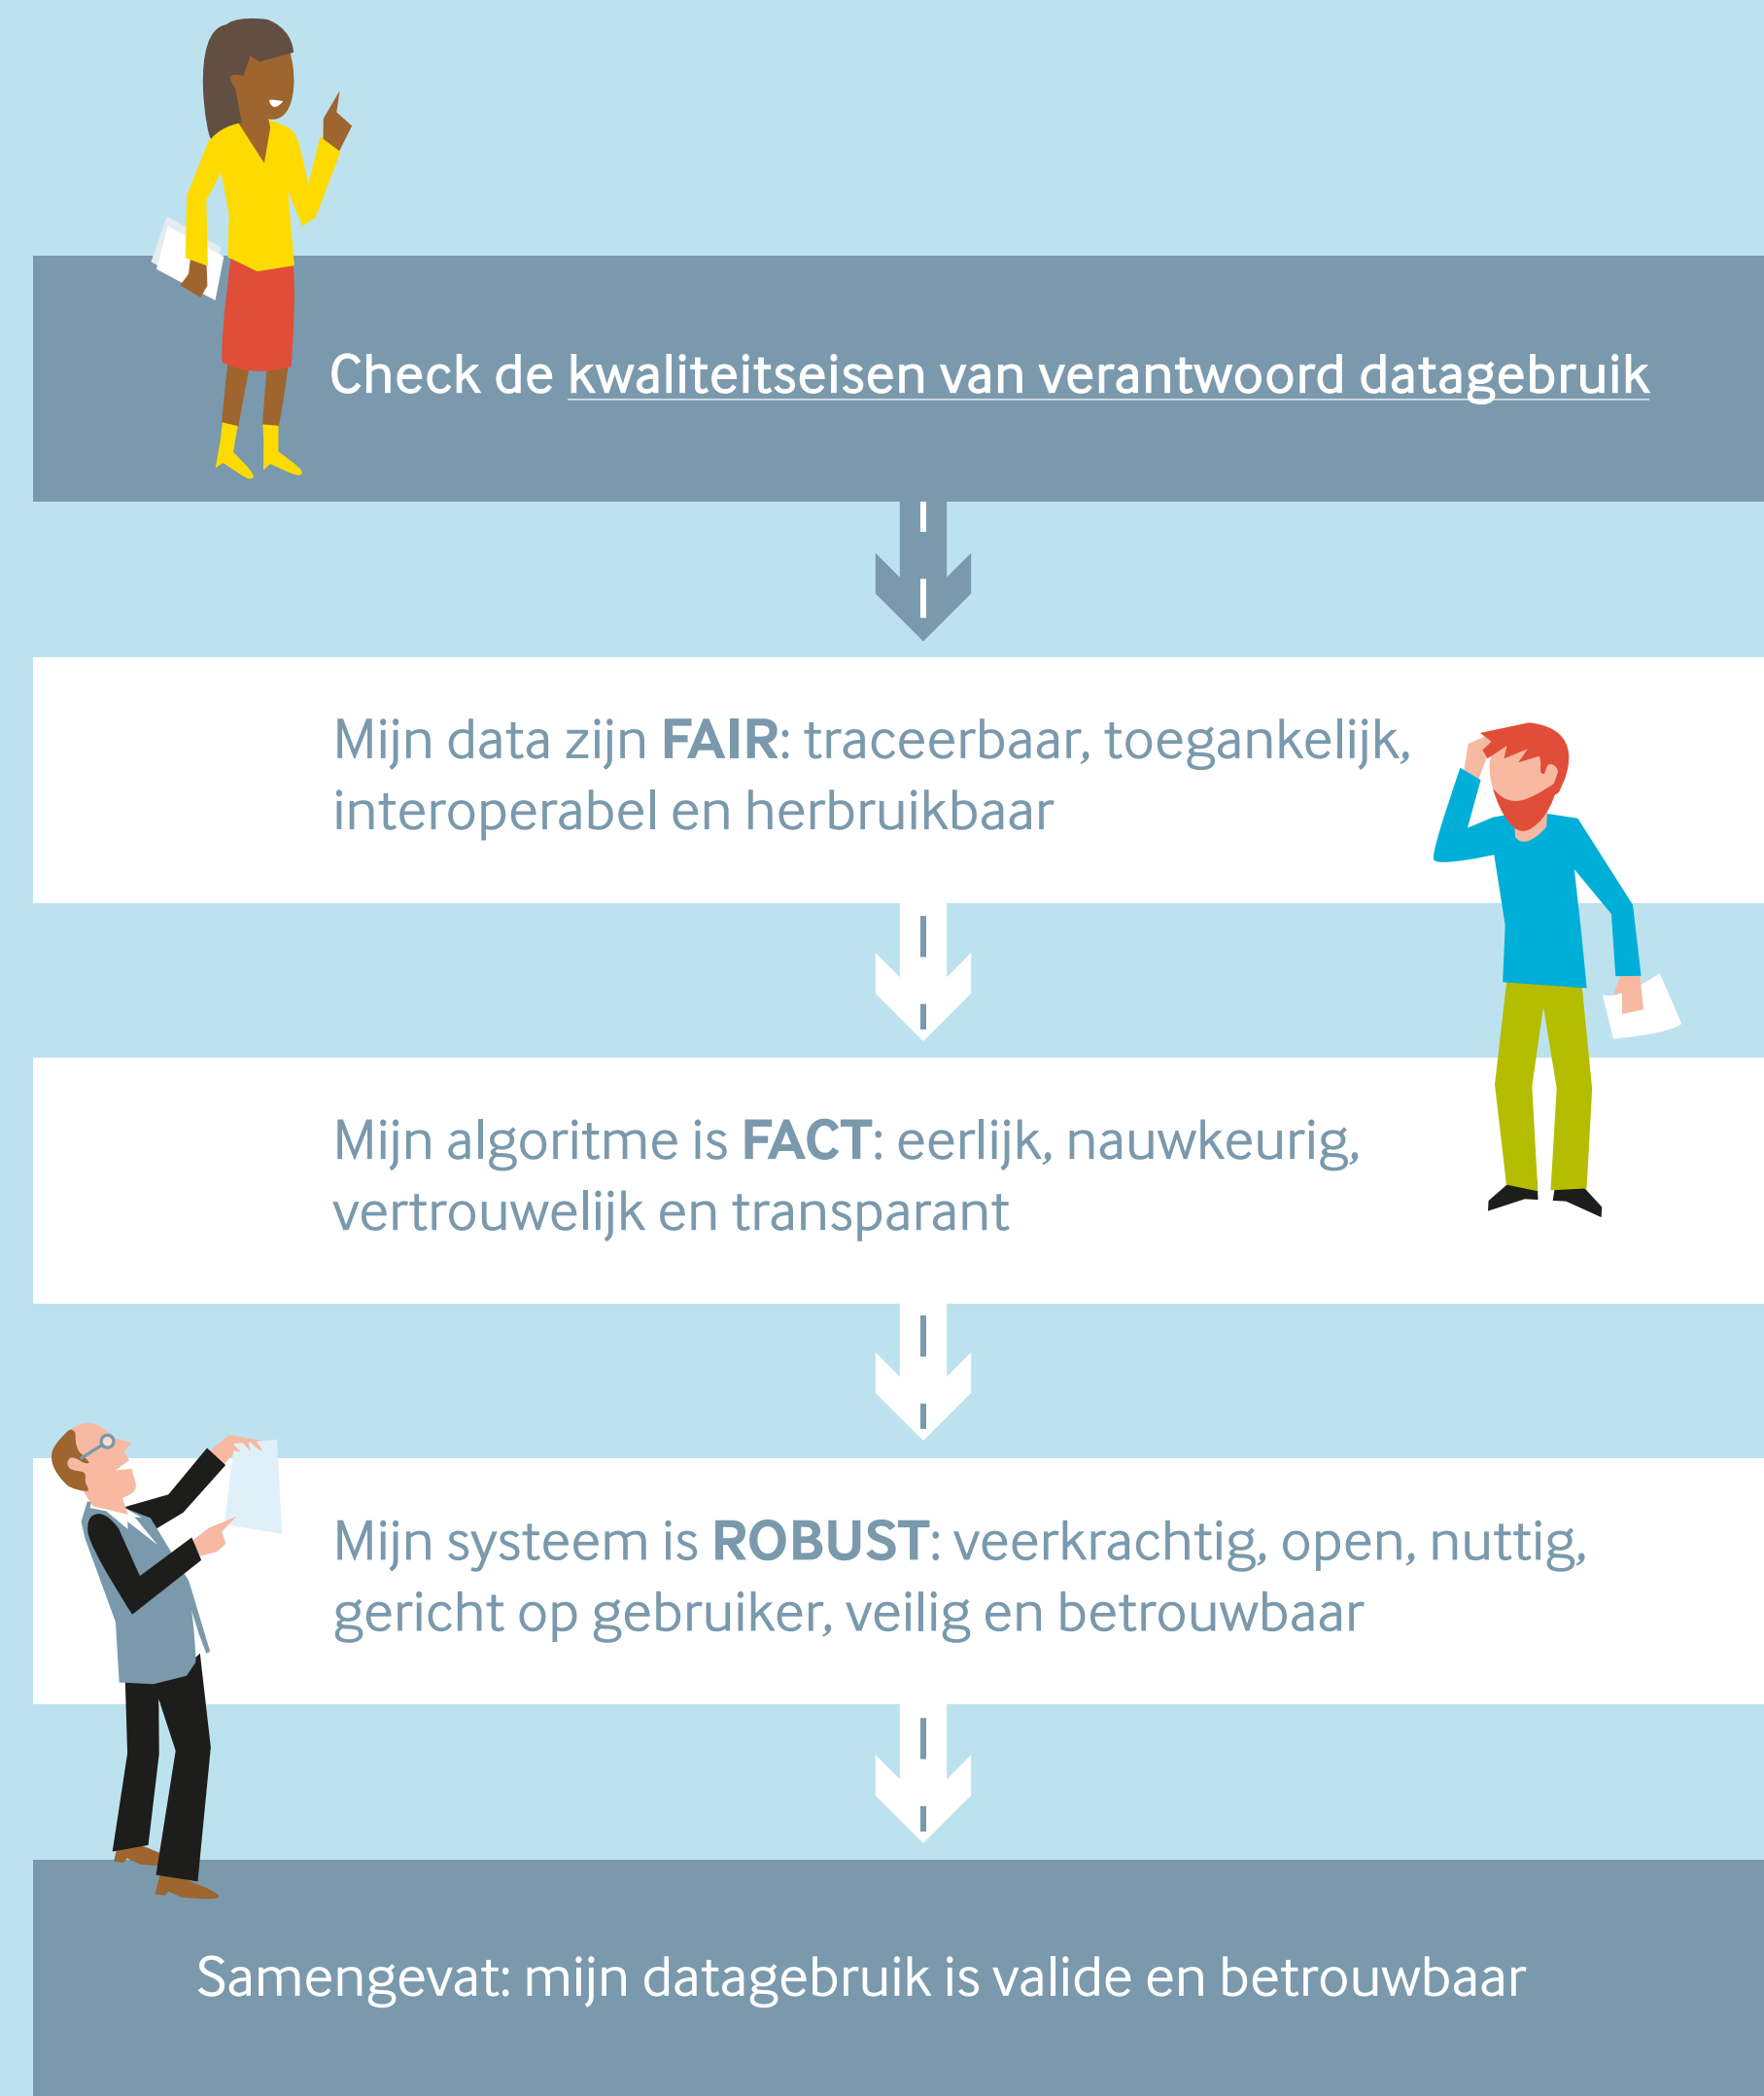 Check de kwaliteitseisen van verantwoord datagebruik
Mijn data zijn FAIR: traceerbaar, toegankelijk,
interoperabel en herbruikbaar
Mijn algoritme is FACT: eerlijk, nauwkeurig,
vertrouwelijk en transparant
Mijn systeem is ROBUST: veerkrachtig, open, nuttig,
gericht op gebruiker, veilig en betrouwbaar
Samengevat: mijn datagebruik is valide en betrouwbaar